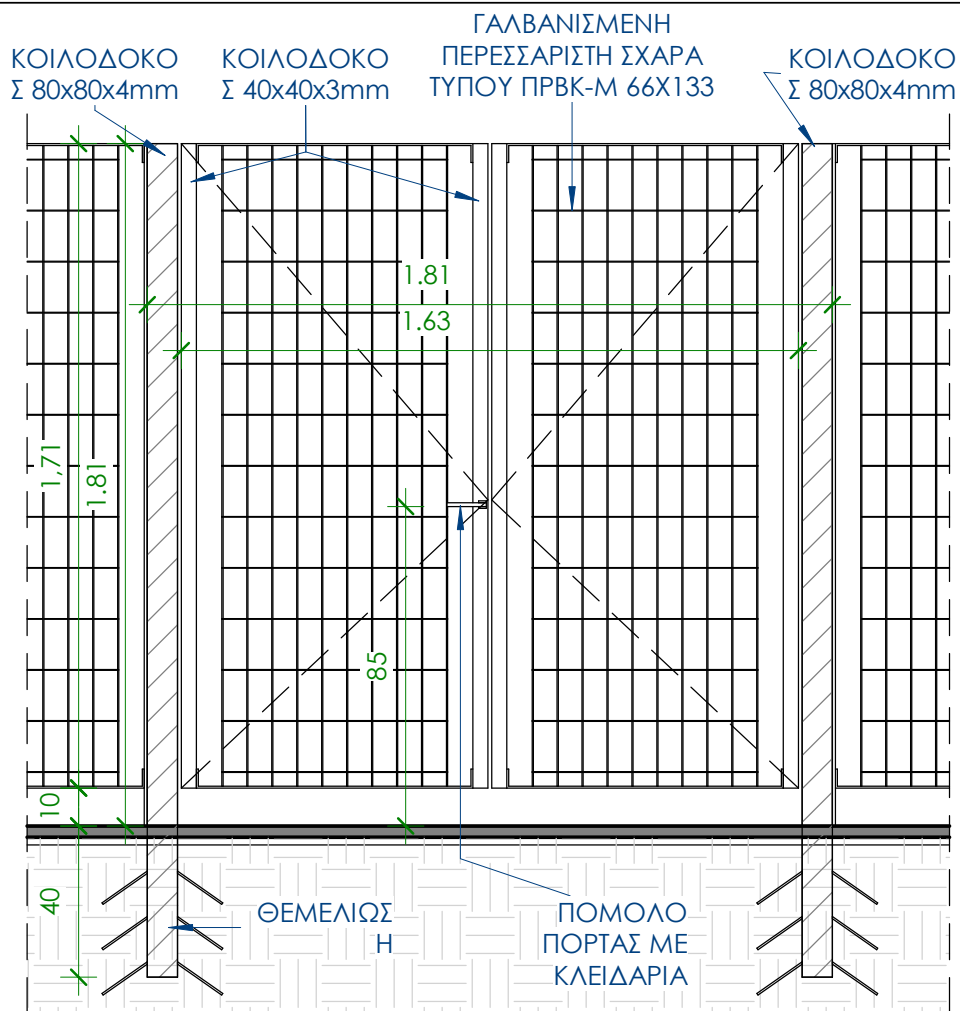 ΓΑΛΒΑΝΙΣΜΕΝΗ
ΠΕΡΕΣΣΑΡΙΣΤΗ ΣΧΑΡΑ
ΤΥΠΟΥ ΠΡΒΚ-Μ 66Χ133
ΚΟΙΛΟΔΟΚΟ
Σ 80x80x4mm
ΚΟΙΛΟΔΟΚΟ
Σ 40x40x3mm
ΚΟΙΛΟΔΟΚΟ
Σ 80x80x4mm
1.81
1.63
1,71
1.81
85
10
40
ΘΕΜΕΛΙΩΣ
Η
ΠΟΜΟΛΟ
ΠΟΡΤΑΣ ΜΕ
ΚΛΕΙΔΑΡΙΑ